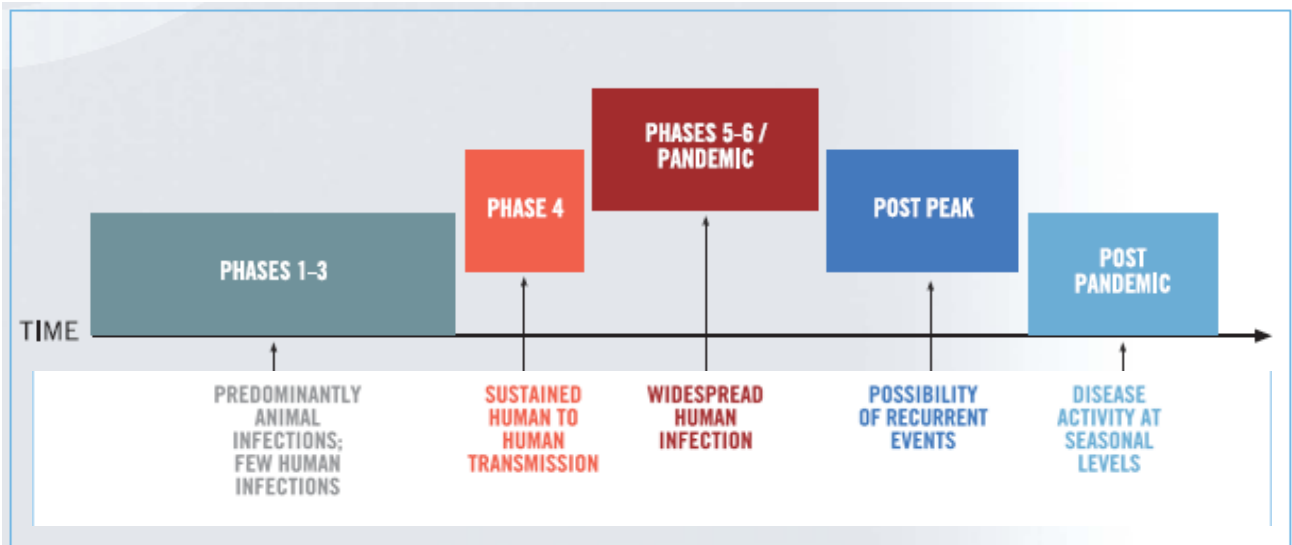 PHASES 5–6 /
PANDEMIC
PHASE 4
POST PEAK
PHASES 1–3
POST
PANDEMIC
TIME
PREDOMINANTLY
ANIMAL
INFECTIONS;
FEW HUMAN
INFECTIONS
SUSTAINED
HUMAN TO
HUMAN
TRANSMISSION
WIDESPREAD
HUMAN
INFECTION
POSSIBILITY
OF RECURRENT
EVENTS
DISEASE
ACTIVITY AT
SEASONAL
LEVELS